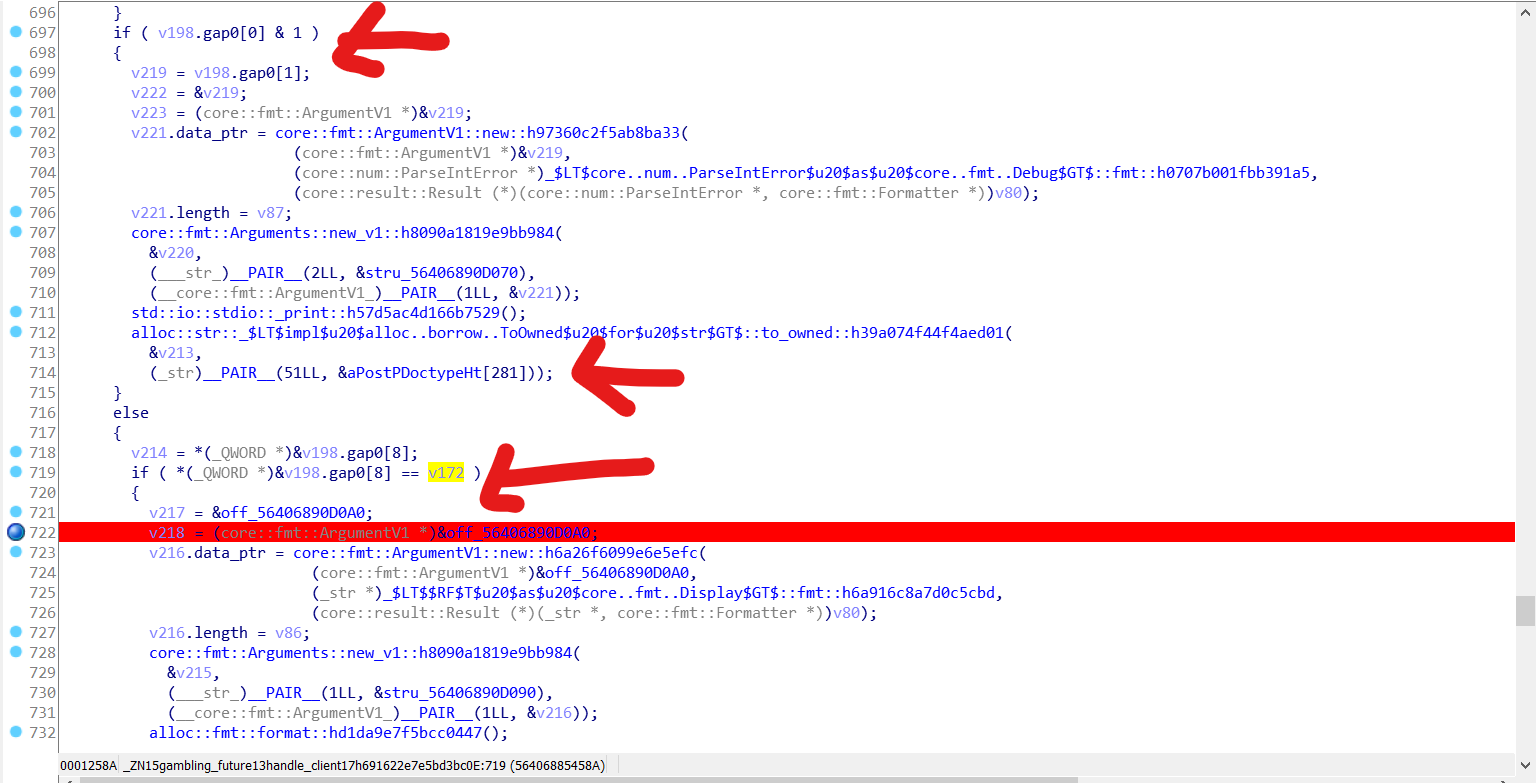 696 }
697 if ( v198.gap0[0] & 1 )
698 {
699 v219 = v198.gap0[1];
700 v222 = &v219;
701 v223 = (core::fmt::ArgumentV1 *)&v219;
702 v221.data_ptr = core::fmt::ArgumentV1::new::h97360c2f5ab8ba33(
703 (core::fmt::ArgumentV1 *)&v219,
704 (core::num::ParseIntError *)_$LT$core..num..ParseIntError$u20$as$u20$core..fmt..Debug$GT$::fmt::h0707b001fbb391a5,
705 (core::result::Result (*)(core::num::ParseIntError *, core::fmt::Formatter *))v80);
706 v221.length = v87;
707 core::fmt::Arguments::new_v1::h8090a1819e9bb984(
708 &v220,
709 (___str_)__PAIR__(2LL, &stru_56406890D070),
710 (__core::fmt::ArgumentV1_)__PAIR__(1LL, &v221));
711 std::io::stdio::_print::h57d5ac4d166b7529();
712 alloc::str::_$LT$impl$u20$alloc..borrow..ToOwned$u20$for$u20$str$GT$::to_owned::h39a074f44f4aed01(
713 &v213,
714 (_str)__PAIR__(51LL, &aPostPDoctypeHt[281]));
715 }
716 else
717 {
718 v214 = *(_QWORD *)&v198.gap0[8];
719 if ( *(_QWORD *)&v198.gap0[8] == v172 )
720 {
721 v217 = &off_56406890D0A0;
722 v218 = (core::fmt::ArgumentV1 *)&off_56406890D0A0;
723 v216.data_ptr = core::fmt::ArgumentV1::new::h6a26f6099e6e5efc(
724 (core::fmt::ArgumentV1 *)&off_56406890D0A0,
725 (_str *)_$LT$$RF$T$u20$as$u20$core..fmt..Display$GT$::fmt::h6a916c8a7d0c5cbd,
726 (core::result::Result (*)(_str *, core::fmt::Formatter *))v80);
727 v216.length = v86;
728 core::fmt::Arguments::new_v1::h8090a1819e9bb984(
729 &v215,
730 (___str_)__PAIR__(1LL, &stru_56406890D090),
731 (__core::fmt::ArgumentV1_)__PAIR__(1LL, &v216));
732 alloc::fmt::format::hd1da9e7f5bcc0447();
0001258A _ZN15gambling_future13handle_client17h691622e7e5bd3bc0E:719 (56406885458A)